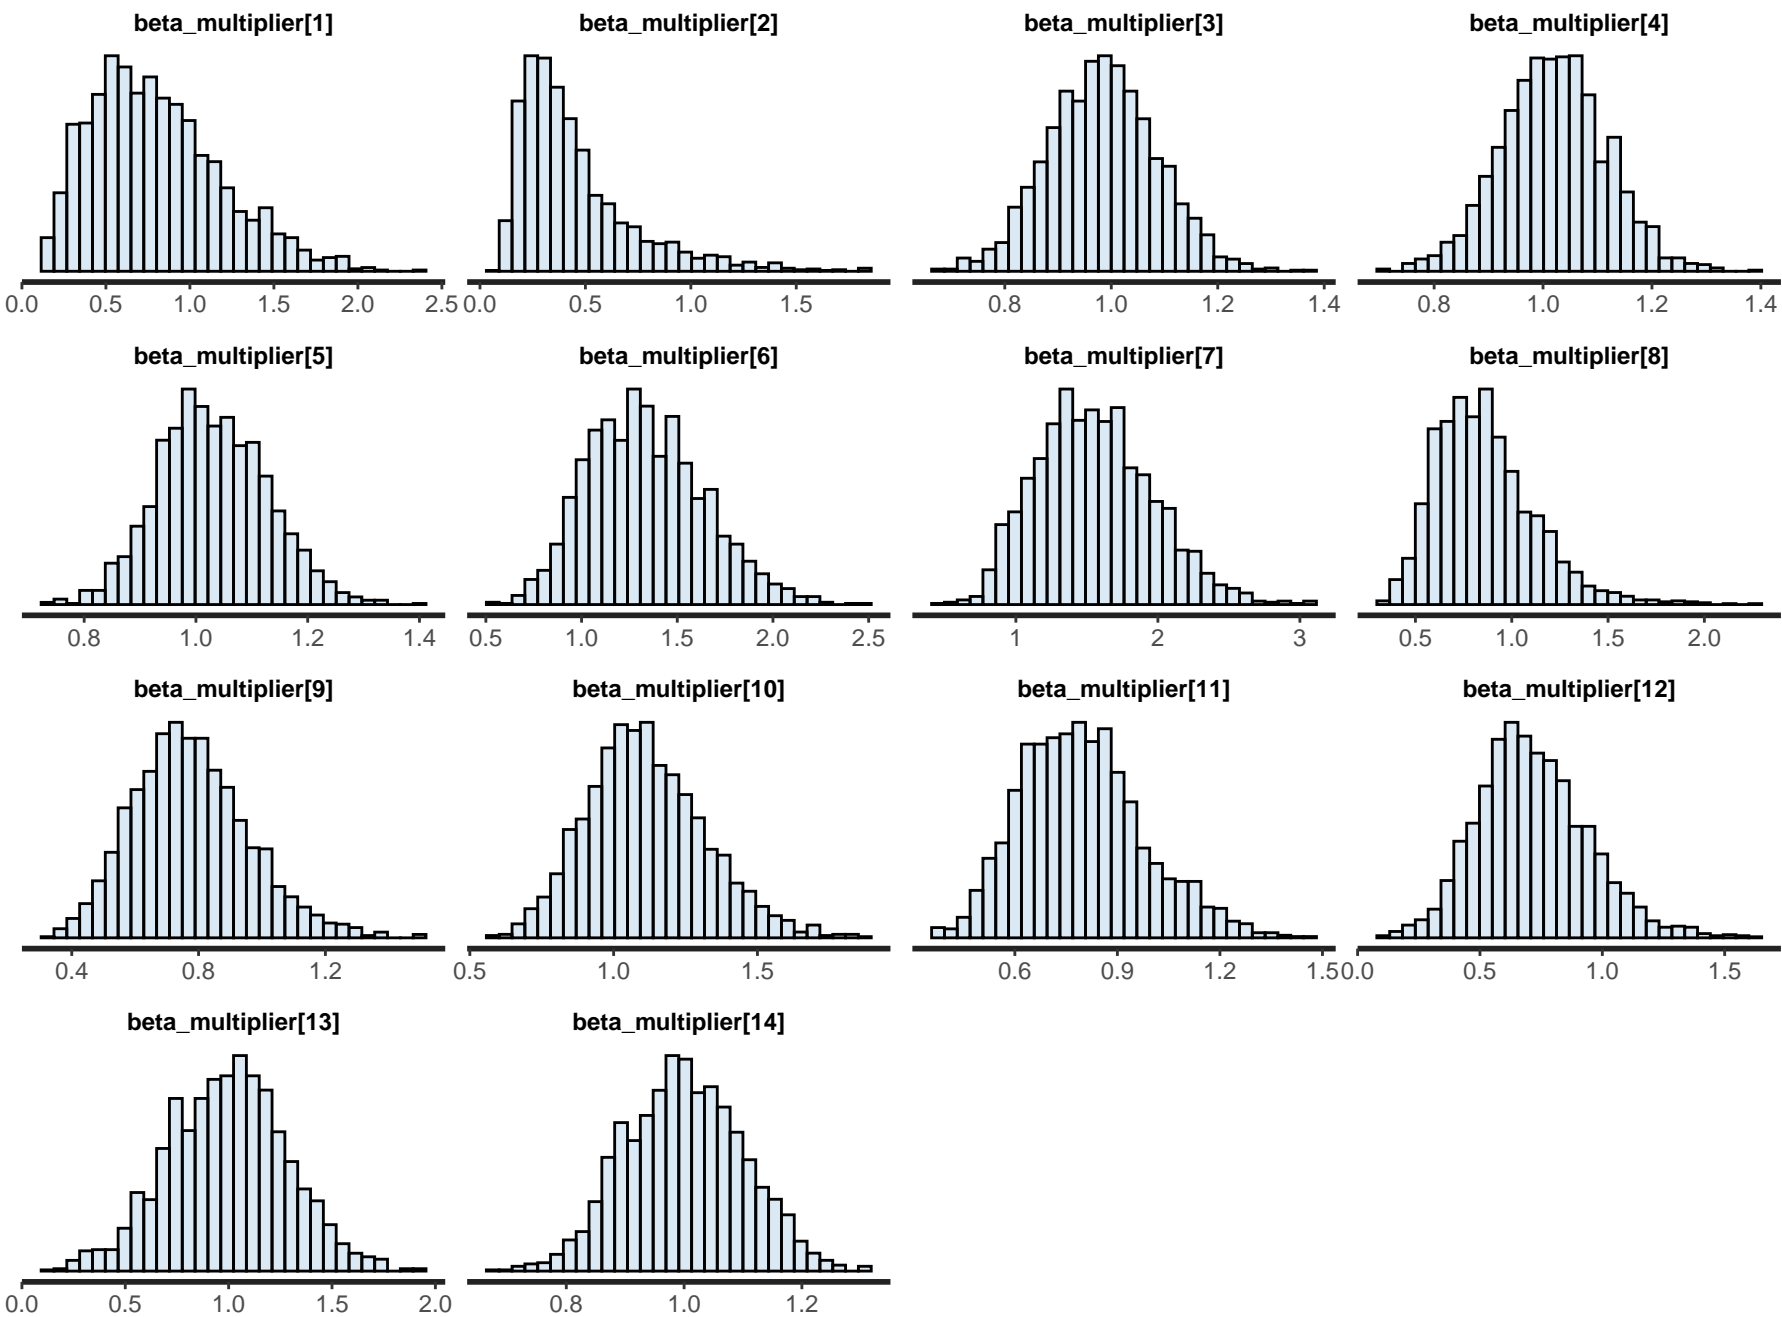 beta_multiplier[1] beta_multiplier[2] beta_multiplier[3] beta_multiplier[4]
0.0 0.5 1.0 1.5 2.0 2.5 0.0 0.5 1.0 1.5 0.8 1.0 1.2 1.4 0.8 1.0 1.2 1.4
beta_multiplier[5] beta_multiplier[6] beta_multiplier[7] beta_multiplier[8]
0.8 1.0 1.2 1.4 0.5 1.0 1.5 2.0 2.5 1 2 3 0.5 1.0 1.5 2.0
beta_multiplier[9] beta_multiplier[10] beta_multiplier[11] beta_multiplier[12]
0.4 0.8 1.2 0.5 1.0 1.5 0.6 0.9 1.2 1.5 0.0 0.5 1.0 1.5
beta_multiplier[13] beta_multiplier[14]
0.0 0.5 1.0 1.5 2.0 0.8 1.0 1.2